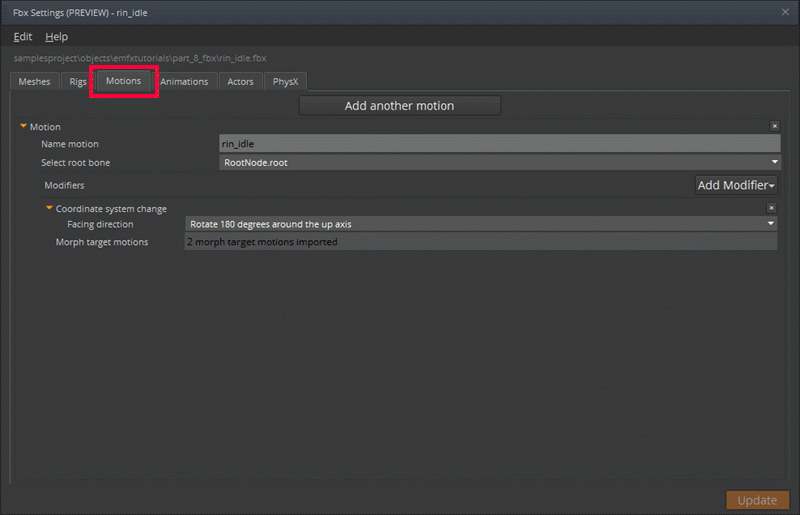 Fbx Settings (PREVIEW) - rin_idle
Edit Help
samplesproject\objects\emfxtutorials\part_8_fbx\rin_idle.fbx
Meshes Rigs Motions Animations Actors PhysX
Add another motion
Motion
Name motion rin_idle
Select root bone RootNode.root
Modifiers Add Modifier
Coordinate system change
Facing direction Rotate 180 degrees around the up axis
Morph target motions 2 morph target motions imported
Update